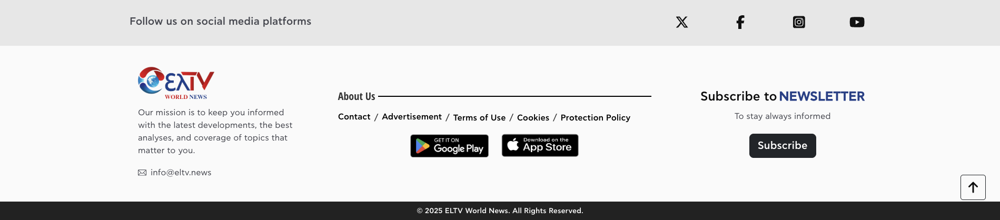 Follow us on social media platforms
ελTV
WORLD NEWS
Our mission is to keep you informed
with the latest developments, the best
analyses, and coverage of topics that
matter to you.
info@eltv.news
About Us
Contact / Advertisement / Terms of Use / Cookies / Protection Policy
GET IT ON
Google Play
Download on the
App Store
Subscribe to NEWSLETTER
To stay always informed
Subscribe
© 2025 ELTV World News. All Rights Reserved.